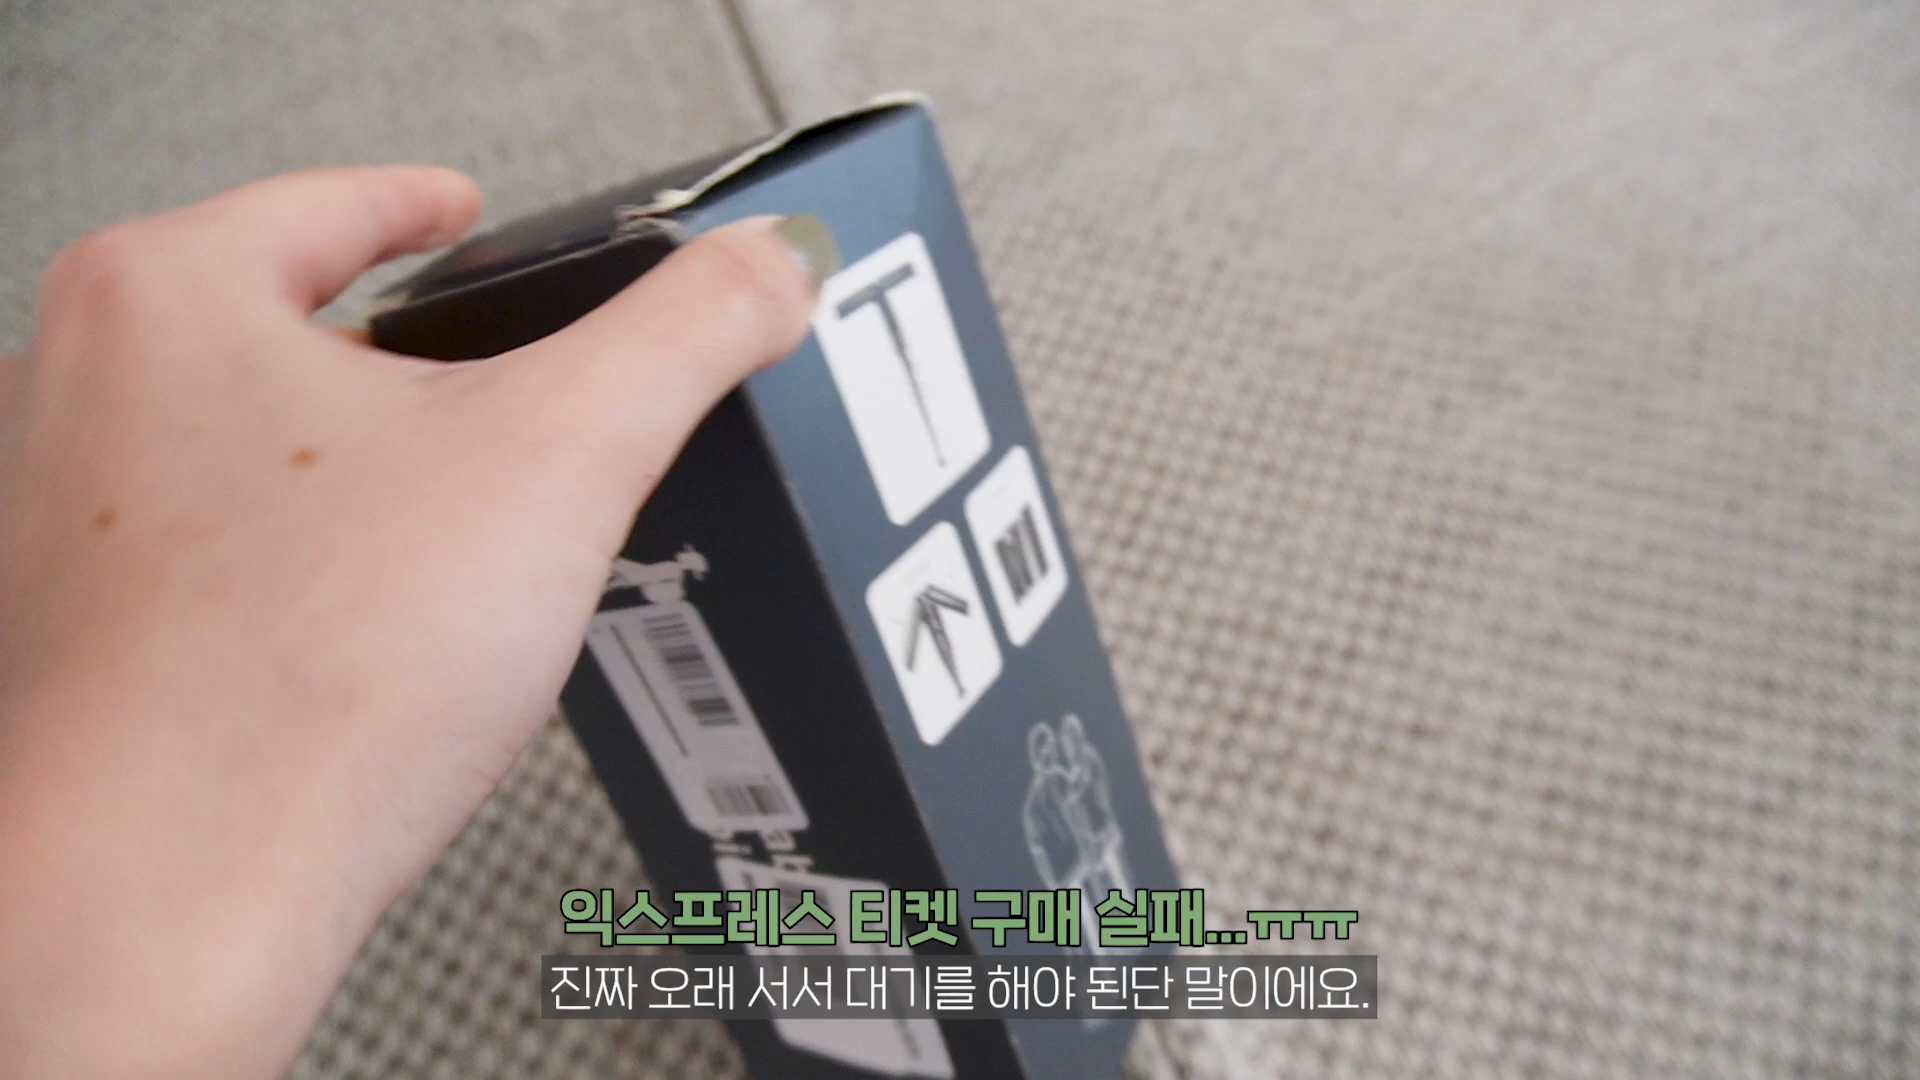 익스프레스 티켓 구매 실패...ㅠㅠ
진짜 오래 서서 대기를 해야 된단 말이에요.